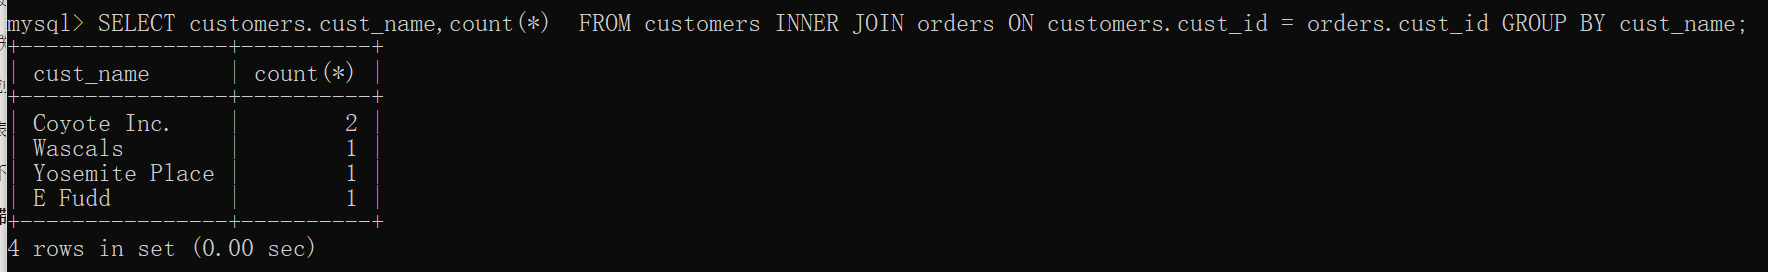 mysql> SELECT customers.cust_name,count(*)  FROM customers INNER JOIN orders ON customers.cust_id = orders.cust_id GROUP BY cust_name;
+----------------+----------+
| cust_name      | count(*) |
+----------------+----------+
| Coyote Inc.    |        2 |
| Wascals        |        1 |
| Yosemite Place |        1 |
| E Fudd         |        1 |
+----------------+----------+
4 rows in set (0.00 sec)